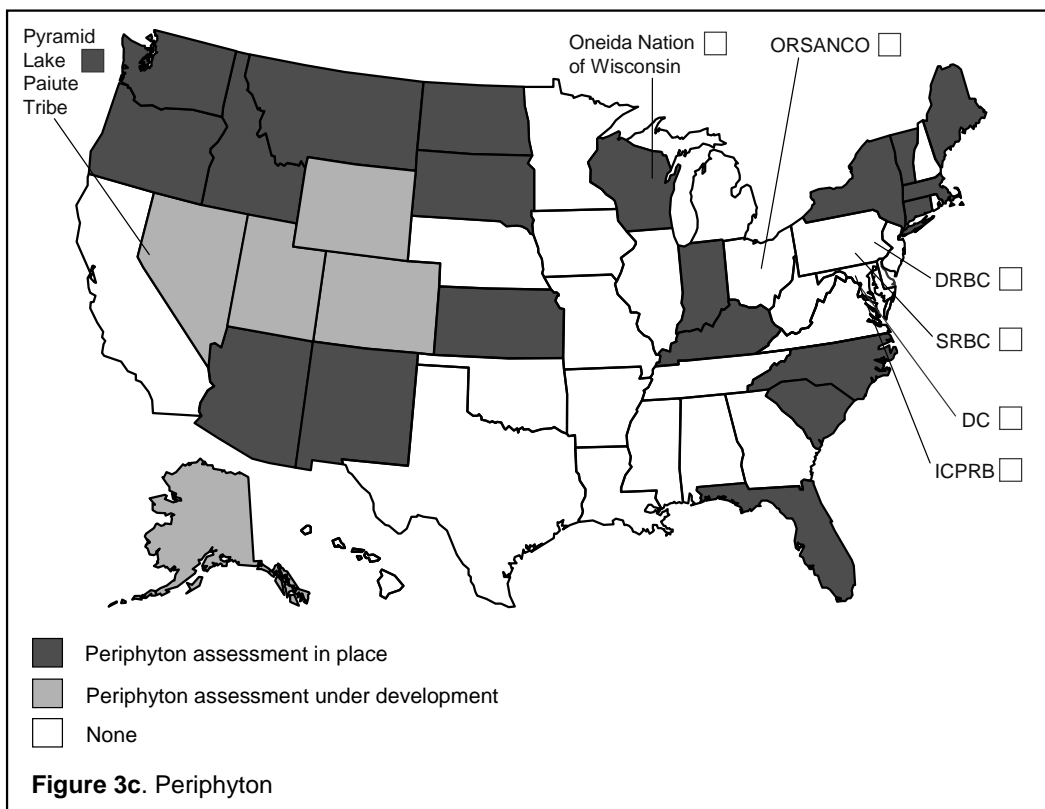 Pyramid
Lake
Paiute
Tribe
Oneida Nation
of Wisconsin
ORSANCO
DRBC
SRBC
DC
ICPRB
Periphyton assessment in place
Periphyton assessment under development
None
Figure 3c. Periphyton